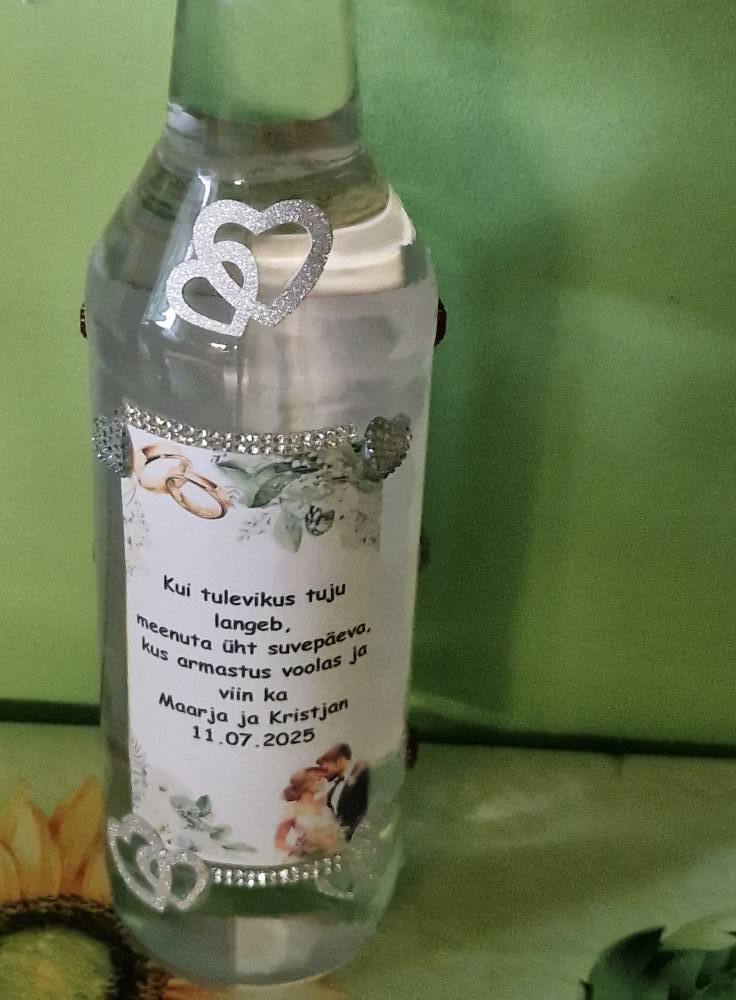 Kui tulevikus tuju
langeb,
meenuta üht suvepäeva,
kus armastus voolas ja
viin ka
Maarja ja Kristjan
11.07.2025